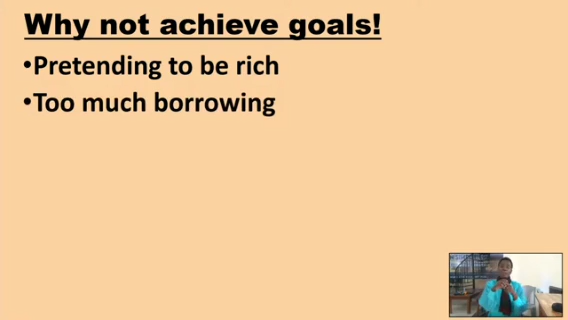 Why not achieve goals!
•Pretending to be rich
•Too much borrowing